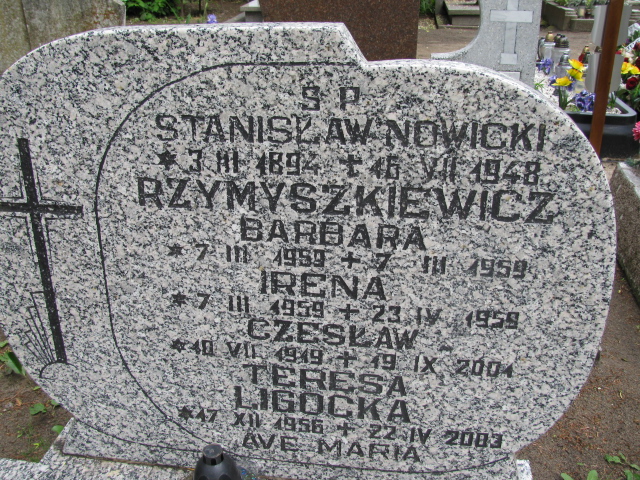 Ś P
STANISŁAW NOWICKI
* 3 III 1894 + 16 VII 1948
RZYMYSZKIEWICZ
BARBARA
* 7 III 1959 + 7 III 1959
IRENA
* 7 III 1959 + 23 IV 1959
CZESŁAW
* 10 VII 1919 + 19 IX 2001
TERESA
LIGOCKA
* 17 XII 1956 + 22 IV 2003
AVE MARIA